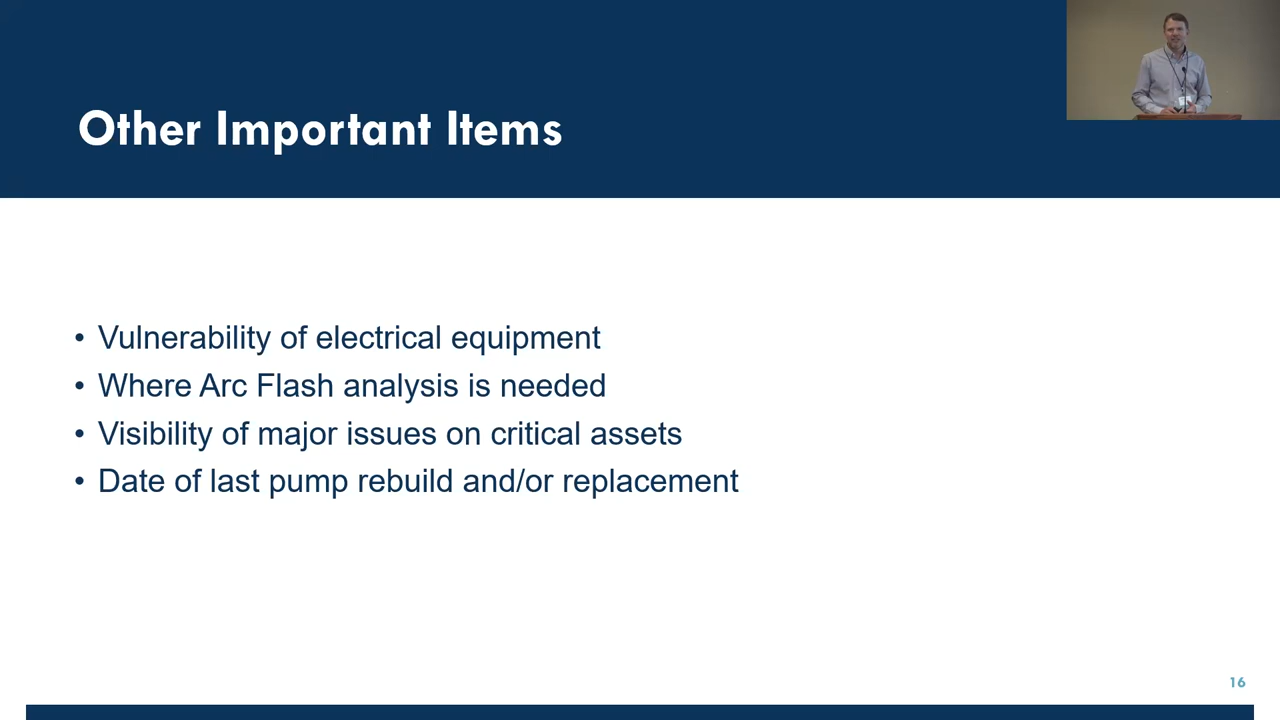 Other Important Items
• Vulnerability of electrical equipment
• Where Arc Flash analysis is needed
• Visibility of major issues on critical assets
• Date of last pump rebuild and/or replacement
16